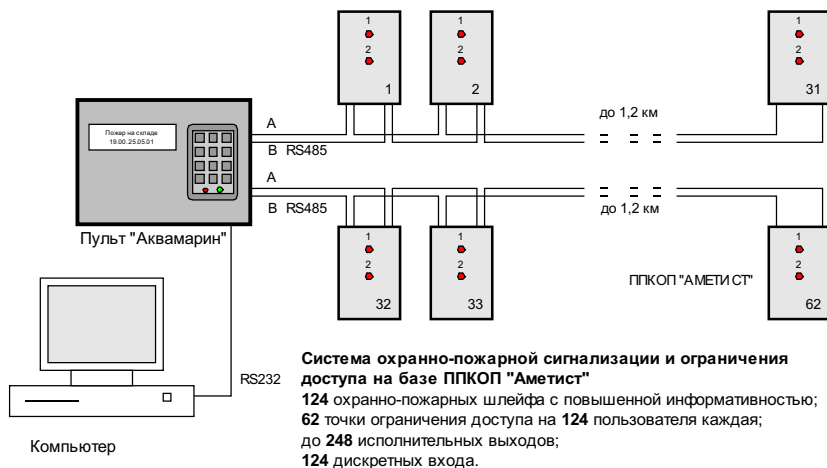 1
2
1
1
2
2
1
2
31
до 1,2 км
Пожар на складе
19.00. 25.05.01
A
B RS485
A
B RS485
до 1,2 км
Пульт "Аквамарин"
1
2
32
1
2
33
1
2
62
ППКОП "АМЕТИСТ"
RS232
Компьютер
Система охранно-пожарной сигнализации и ограничения
доступа на базе ППКОП "Аметист"
124 охранно-пожарных шлейфа с повышенной информативностью;
62 точки ограничения доступа на 124 пользователя каждая;
до 248 исполнительных выходов;
124 дискретных входа.